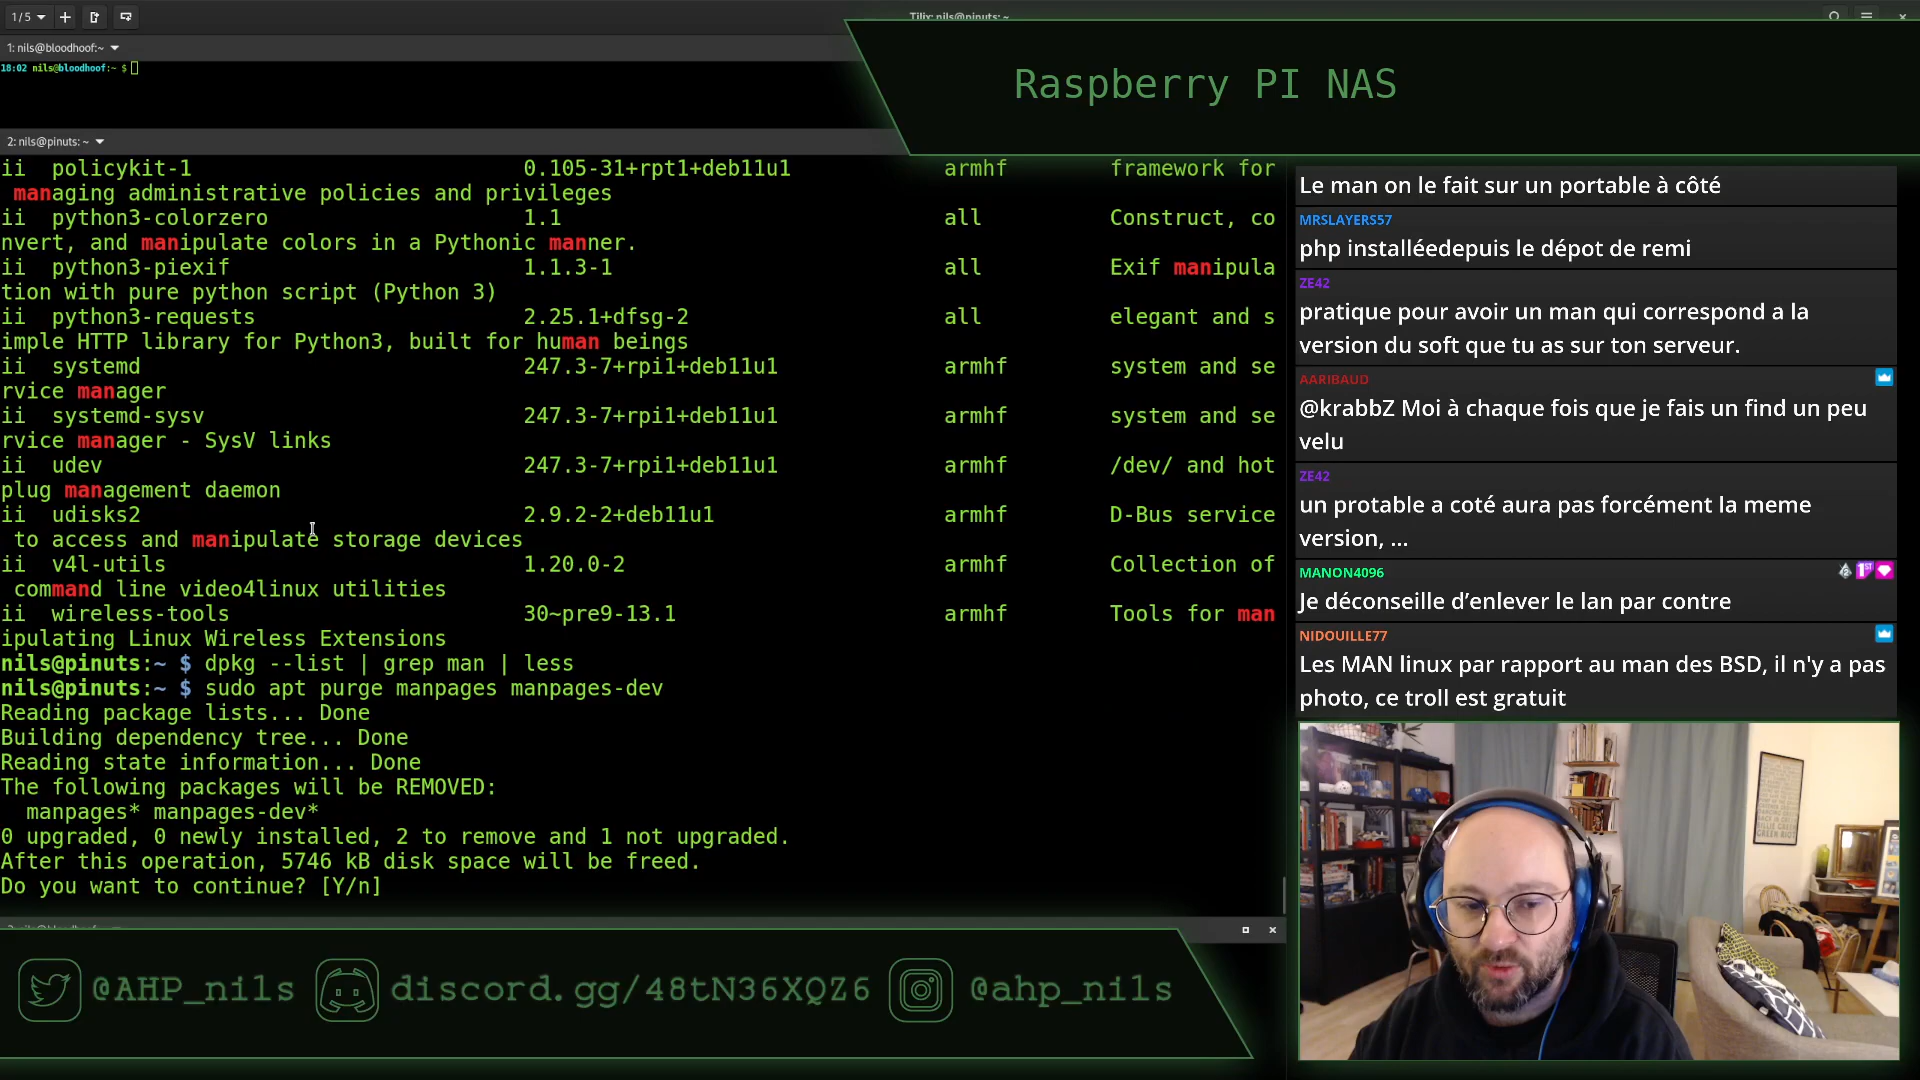 1/5
Tilix: nils@pinuts:~
1: nils@bloodhoof:~
18:02 nils@bloodhoof:~ $
Raspberry PI NAS
2: nils@pinuts: ~
ii policykit-1 0.105-31+rpt1+deb11u1 armhf framework for
managing administrative policies and privileges
ii python3-colorzero 1.1 all Construct, co
nvert, and manipulate colors in a Pythonic manner.
ii python3-piexif 1.1.3-1 all Exif manipula
tion with pure python script (Python 3)
ii python3-requests 2.25.1+dfsg-2 all elegant and s
imple HTTP library for Python3, built for human beings
ii systemd 247.3-7+rpi1+deb11u1 armhf system and se
rvice manager
ii systemd-sysv 247.3-7+rpi1+deb11u1 armhf system and se
rvice manager - SysV links
ii udev 247.3-7+rpi1+deb11u1 armhf /dev/ and hot
plug management daemon
ii udisks2 2.9.2-2+deb11u1 armhf D-Bus service
to access and manipulate storage devices
ii v4l-utils 1.20.0-2 armhf Collection of
command line video4linux utilities
ii wireless-tools 30~pre9-13.1 armhf Tools for man
ipulating Linux Wireless Extensions
nils@pinuts:~ $ dpkg --list | grep man | less
nils@pinuts:~ $ sudo apt purge manpages manpages-dev
Reading package lists... Done
Building dependency tree... Done
Reading state information... Done
The following packages will be REMOVED:
manpages* manpages-dev*
0 upgraded, 0 newly installed, 2 to remove and 1 not upgraded.
After this operation, 5746 kB disk space will be freed.
Do you want to continue? [Y/n]
Le man on le fait sur un portable à côté
MRSLAYERS57
php installéedepuis le dépot de remi
ZE42
pratique pour avoir un man qui correspond a la
version du soft que tu as sur ton serveur.
AARIBAUD
@krabbZ Moi à chaque fois que je fais un find un peu
velu
ZE42
un protable a coté aura pas forcément la meme
version, ...
MANON4096
Je déconseille d’enlever le lan par contre
NIDOUILLE77
Les MAN linux par rapport au man des BSD, il n'y a pas
photo, ce troll est gratuit
@AHP_nils
discord.gg/48tN36XQZ6
@ahp_nils